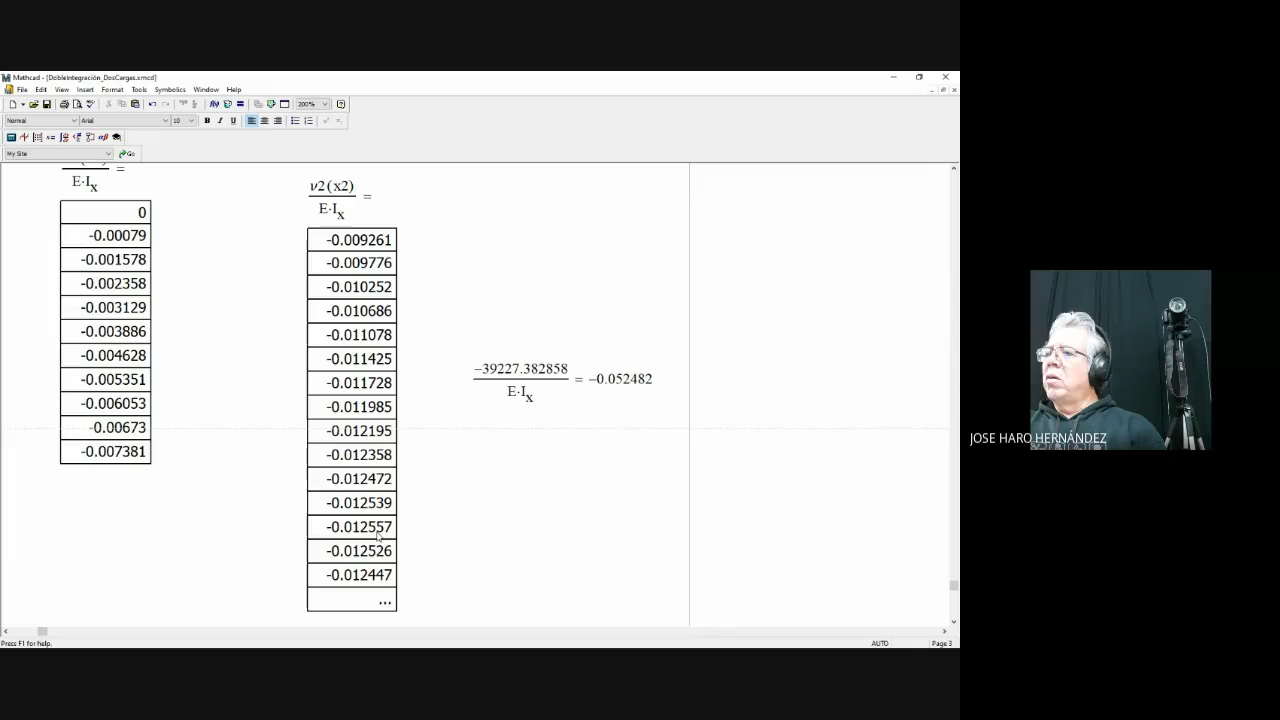 Mathcad - [DobleIntegración_DosCargas.xmcd]
File Edit View Insert Format Tools Symbolics Window Help
200%
Normal Arial 10 B I U
My Site Go
E·Ix =
0
-0.00079
-0.001578
-0.002358
-0.003129
-0.003886
-0.004628
-0.005351
-0.006053
-0.00673
-0.007381
ν2(x2)
E·Ix =
-0.009261
-0.009776
-0.010252
-0.010686
-0.011078
-0.011425
-0.011728
-0.011985
-0.012195
-0.012358
-0.012472
-0.012539
-0.012557
-0.012526
-0.012447
...
−39227.382858
E·Ix = −0.052482
JOSE HARO HERNÁNDEZ
Press F1 for help. AUTO Page 3